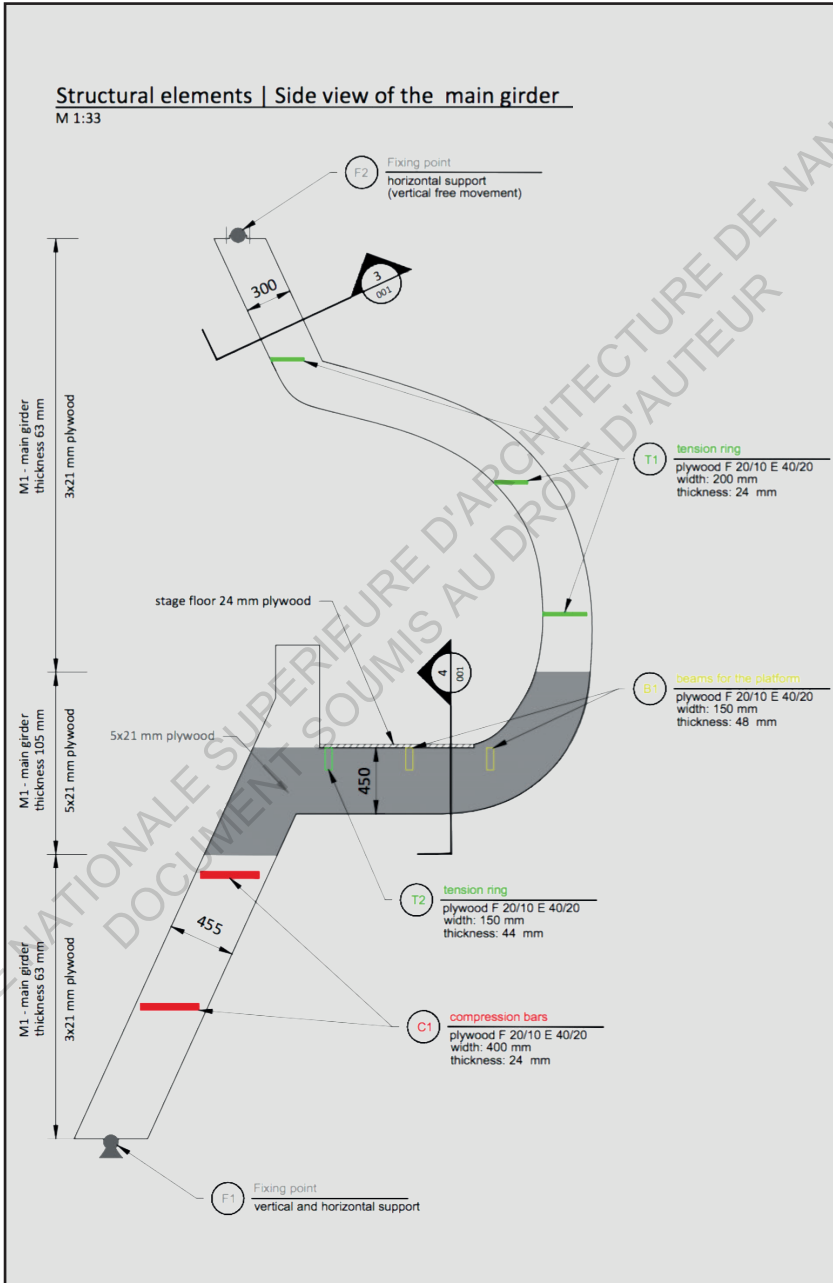 Structural elements | Side view of the main girder
M 1:33
F2
Fixing point
horizontal support
(vertical free movement)
3
001
300
M1 - main girder
thickness 63 mm
3x21 mm plywood
T1
tension ring
plywood F 20/10 E 40/20
width: 200 mm
thickness: 24 mm
stage floor 24 mm plywood
4
001
B1
beams for the platform
plywood F 20/10 E 40/20
width: 150 mm
thickness: 48 mm
M1 - main girder
thickness 105 mm
5x21 mm plywood
5x21 mm plywood
450
T2
tension ring
plywood F 20/10 E 40/20
width: 150 mm
thickness: 44 mm
455
M1 - main girder
thickness 63 mm
3x21 mm plywood
C1
compression bars
plywood F 20/10 E 40/20
width: 400 mm
thickness: 24 mm
F1
Fixing point
vertical and horizontal support
NATIONALE SUPERIEURE D'ARCHITECTURE DE NAN
DOCUMENT SOUMIS AU DROIT D'AUTEUR